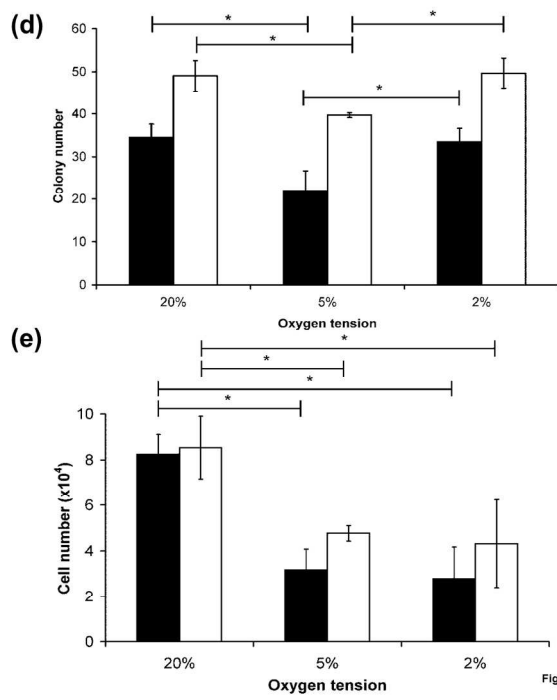 (d)
* *
*
*
60
50
40
30
20
10
0
Colony number
20% 5% 2%
Oxygen tension
(e)
*
*
*
*
10
8
6
4
2
0
Cell number (x10⁴)
20% 5% 2%
Oxygen tension
Fig